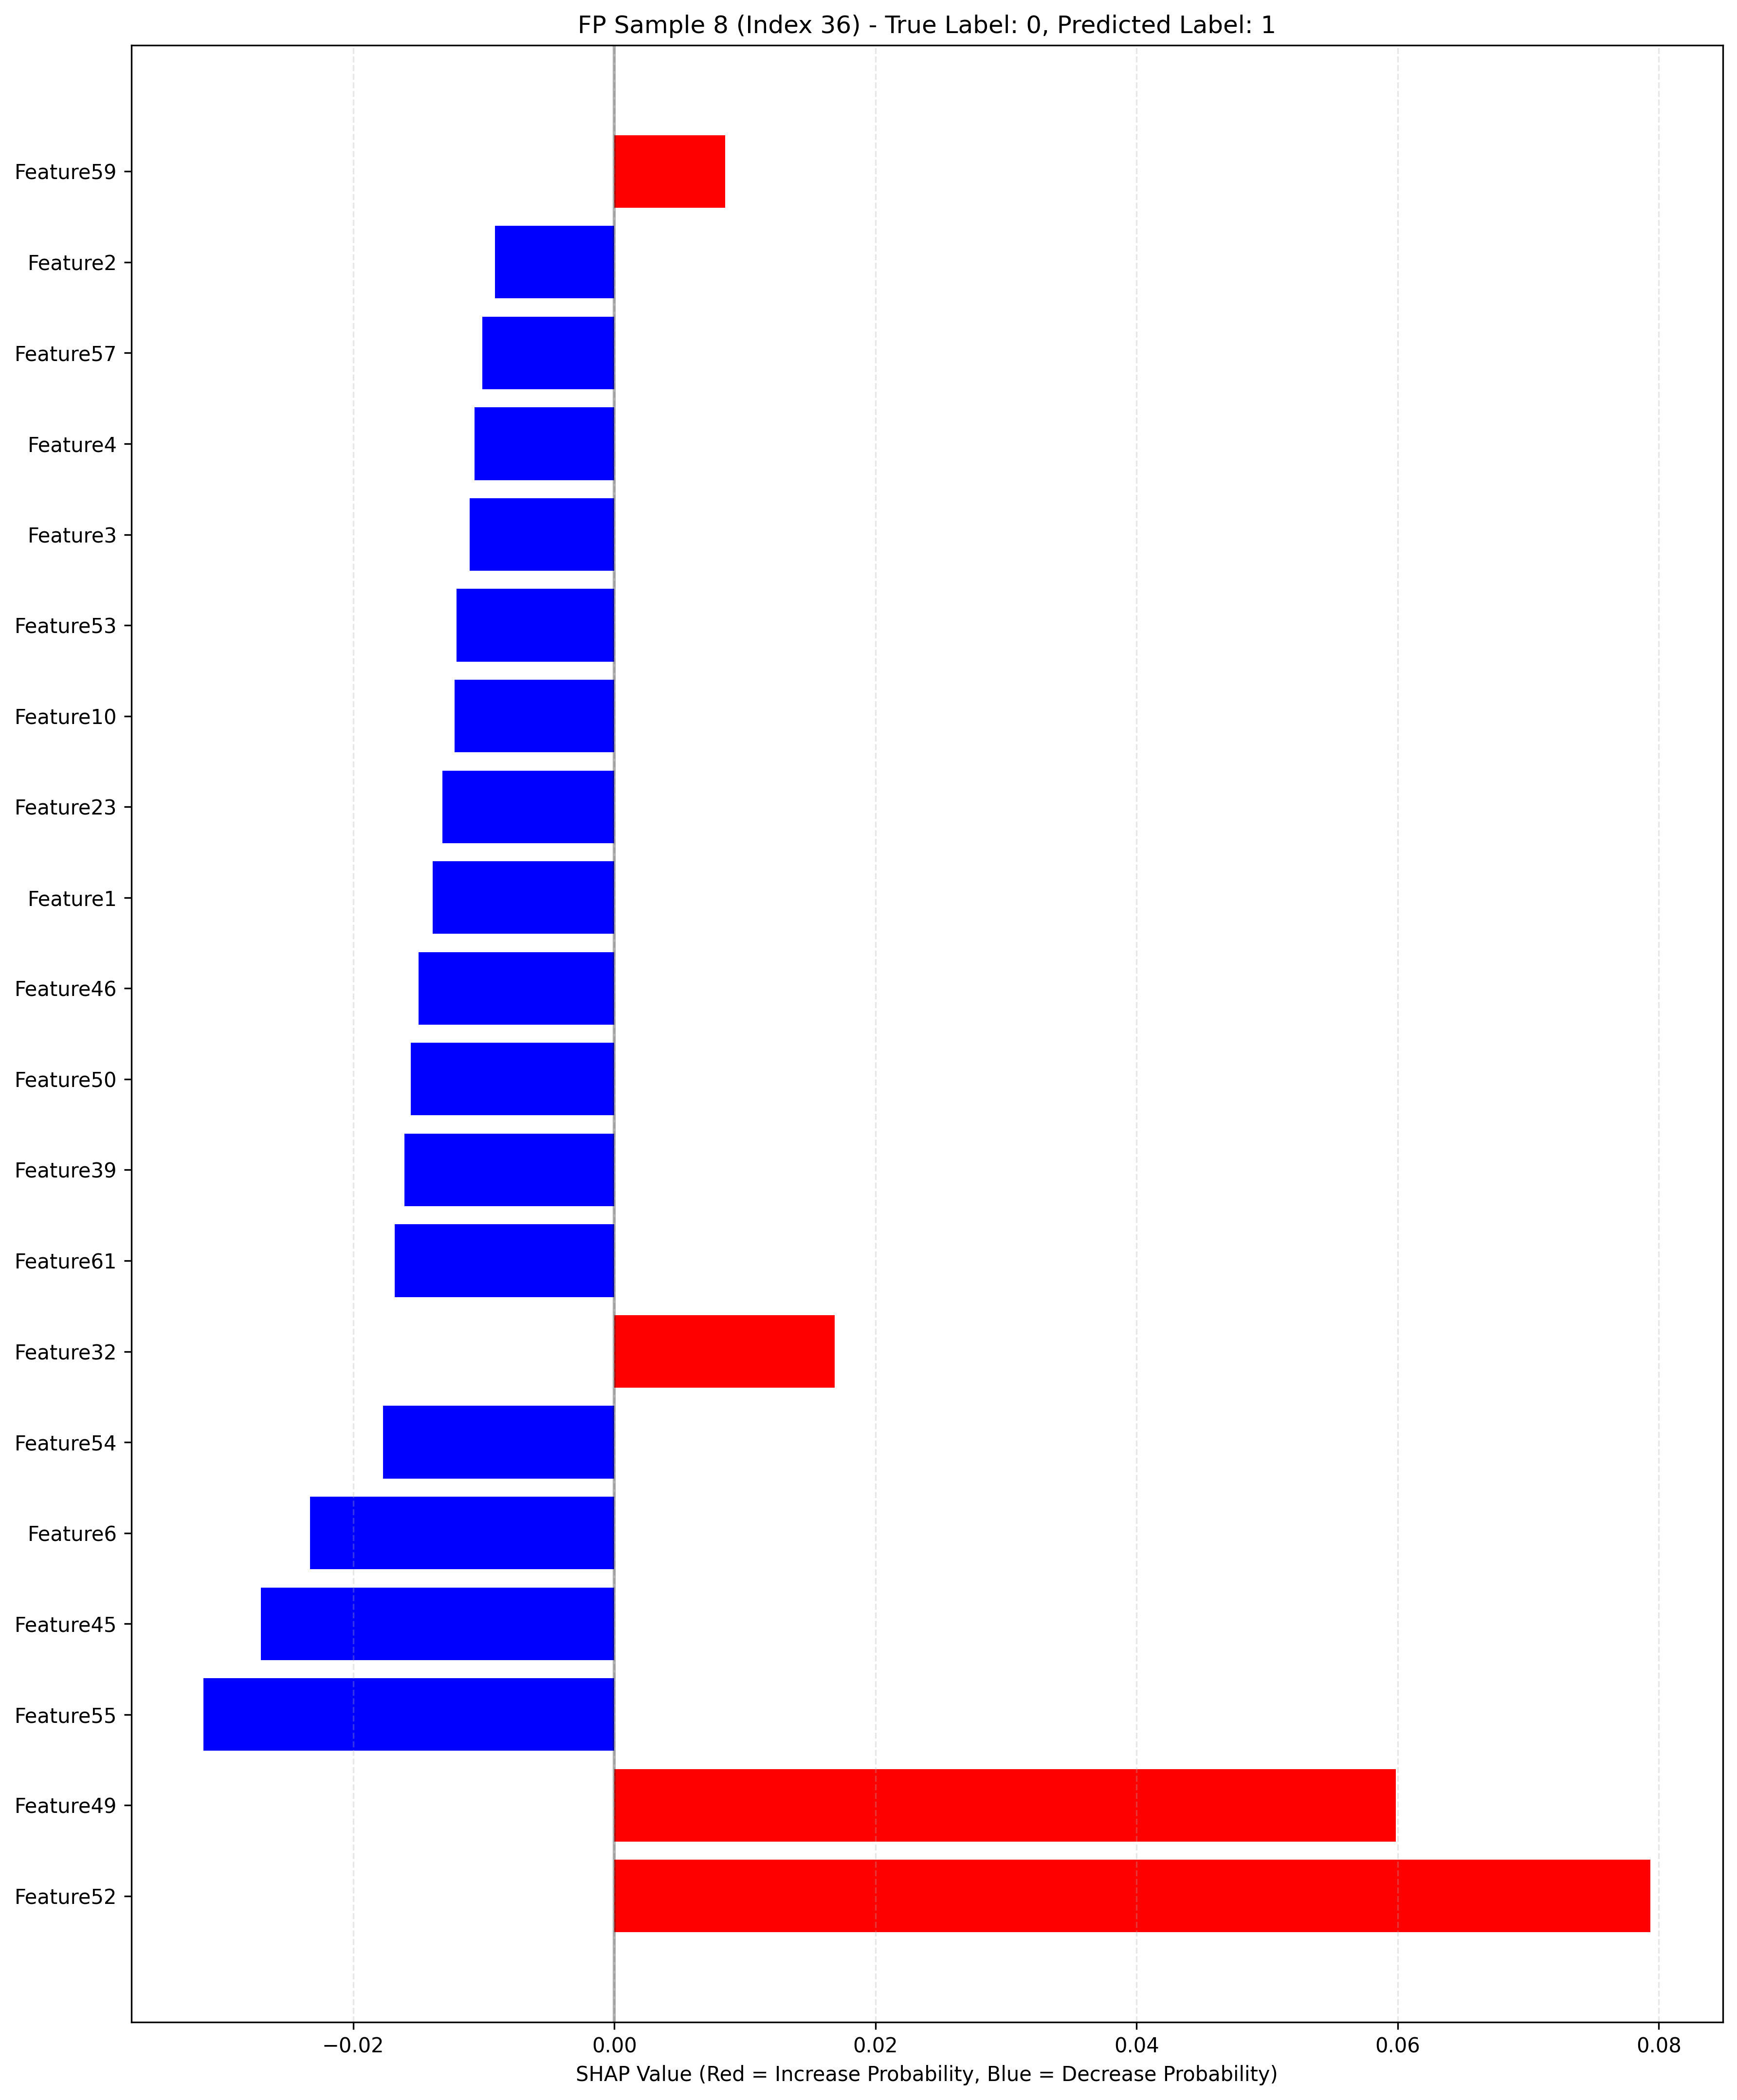 FP Sample 8 (Index 36) - True Label: 0, Predicted Label: 1
Feature59
Feature2
Feature57
Feature4
Feature3
Feature53
Feature10
Feature23
Feature1
Feature46
Feature50
Feature39
Feature61
Feature32
Feature54
Feature6
Feature45
Feature55
Feature49
Feature52
−0.02 0.00 0.02 0.04 0.06 0.08
SHAP Value (Red = Increase Probability, Blue = Decrease Probability)